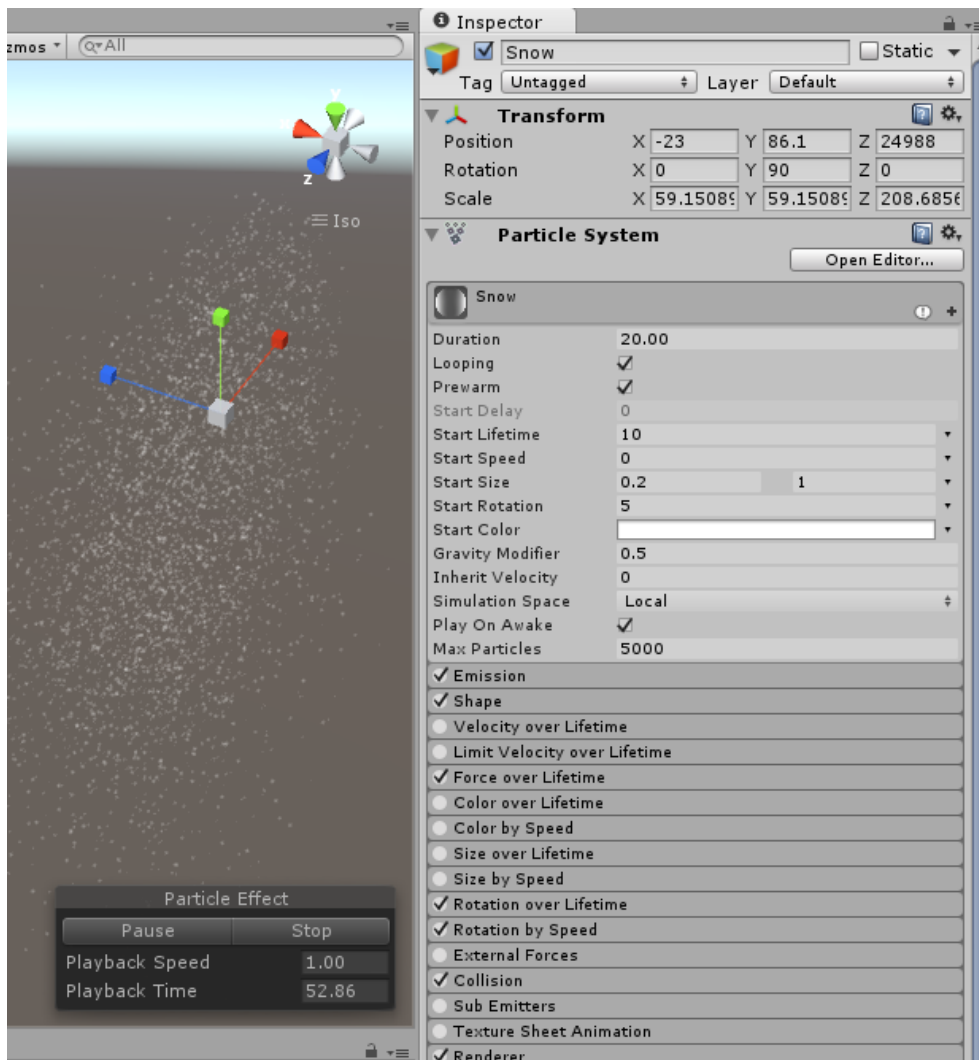 zmos All
y
z
Iso
Particle Effect
Pause Stop
Playback Speed 1.00
Playback Time 52.86
Inspector
Snow Static
Tag Untagged Layer Default
Transform
Position X -23 Y 86.1 Z 24988
Rotation X 0 Y 90 Z 0
Scale X 59.15089 Y 59.15089 Z 208.6856
Particle System
Open Editor...
Snow
Duration 20.00
Looping
Prewarm
Start Delay 0
Start Lifetime 10
Start Speed 0
Start Size 0.2 1
Start Rotation 5
Start Color
Gravity Modifier 0.5
Inherit Velocity 0
Simulation Space Local
Play On Awake
Max Particles 5000
Emission
Shape
Velocity over Lifetime
Limit Velocity over Lifetime
Force over Lifetime
Color over Lifetime
Color by Speed
Size over Lifetime
Size by Speed
Rotation over Lifetime
Rotation by Speed
External Forces
Collision
Sub Emitters
Texture Sheet Animation
Renderer